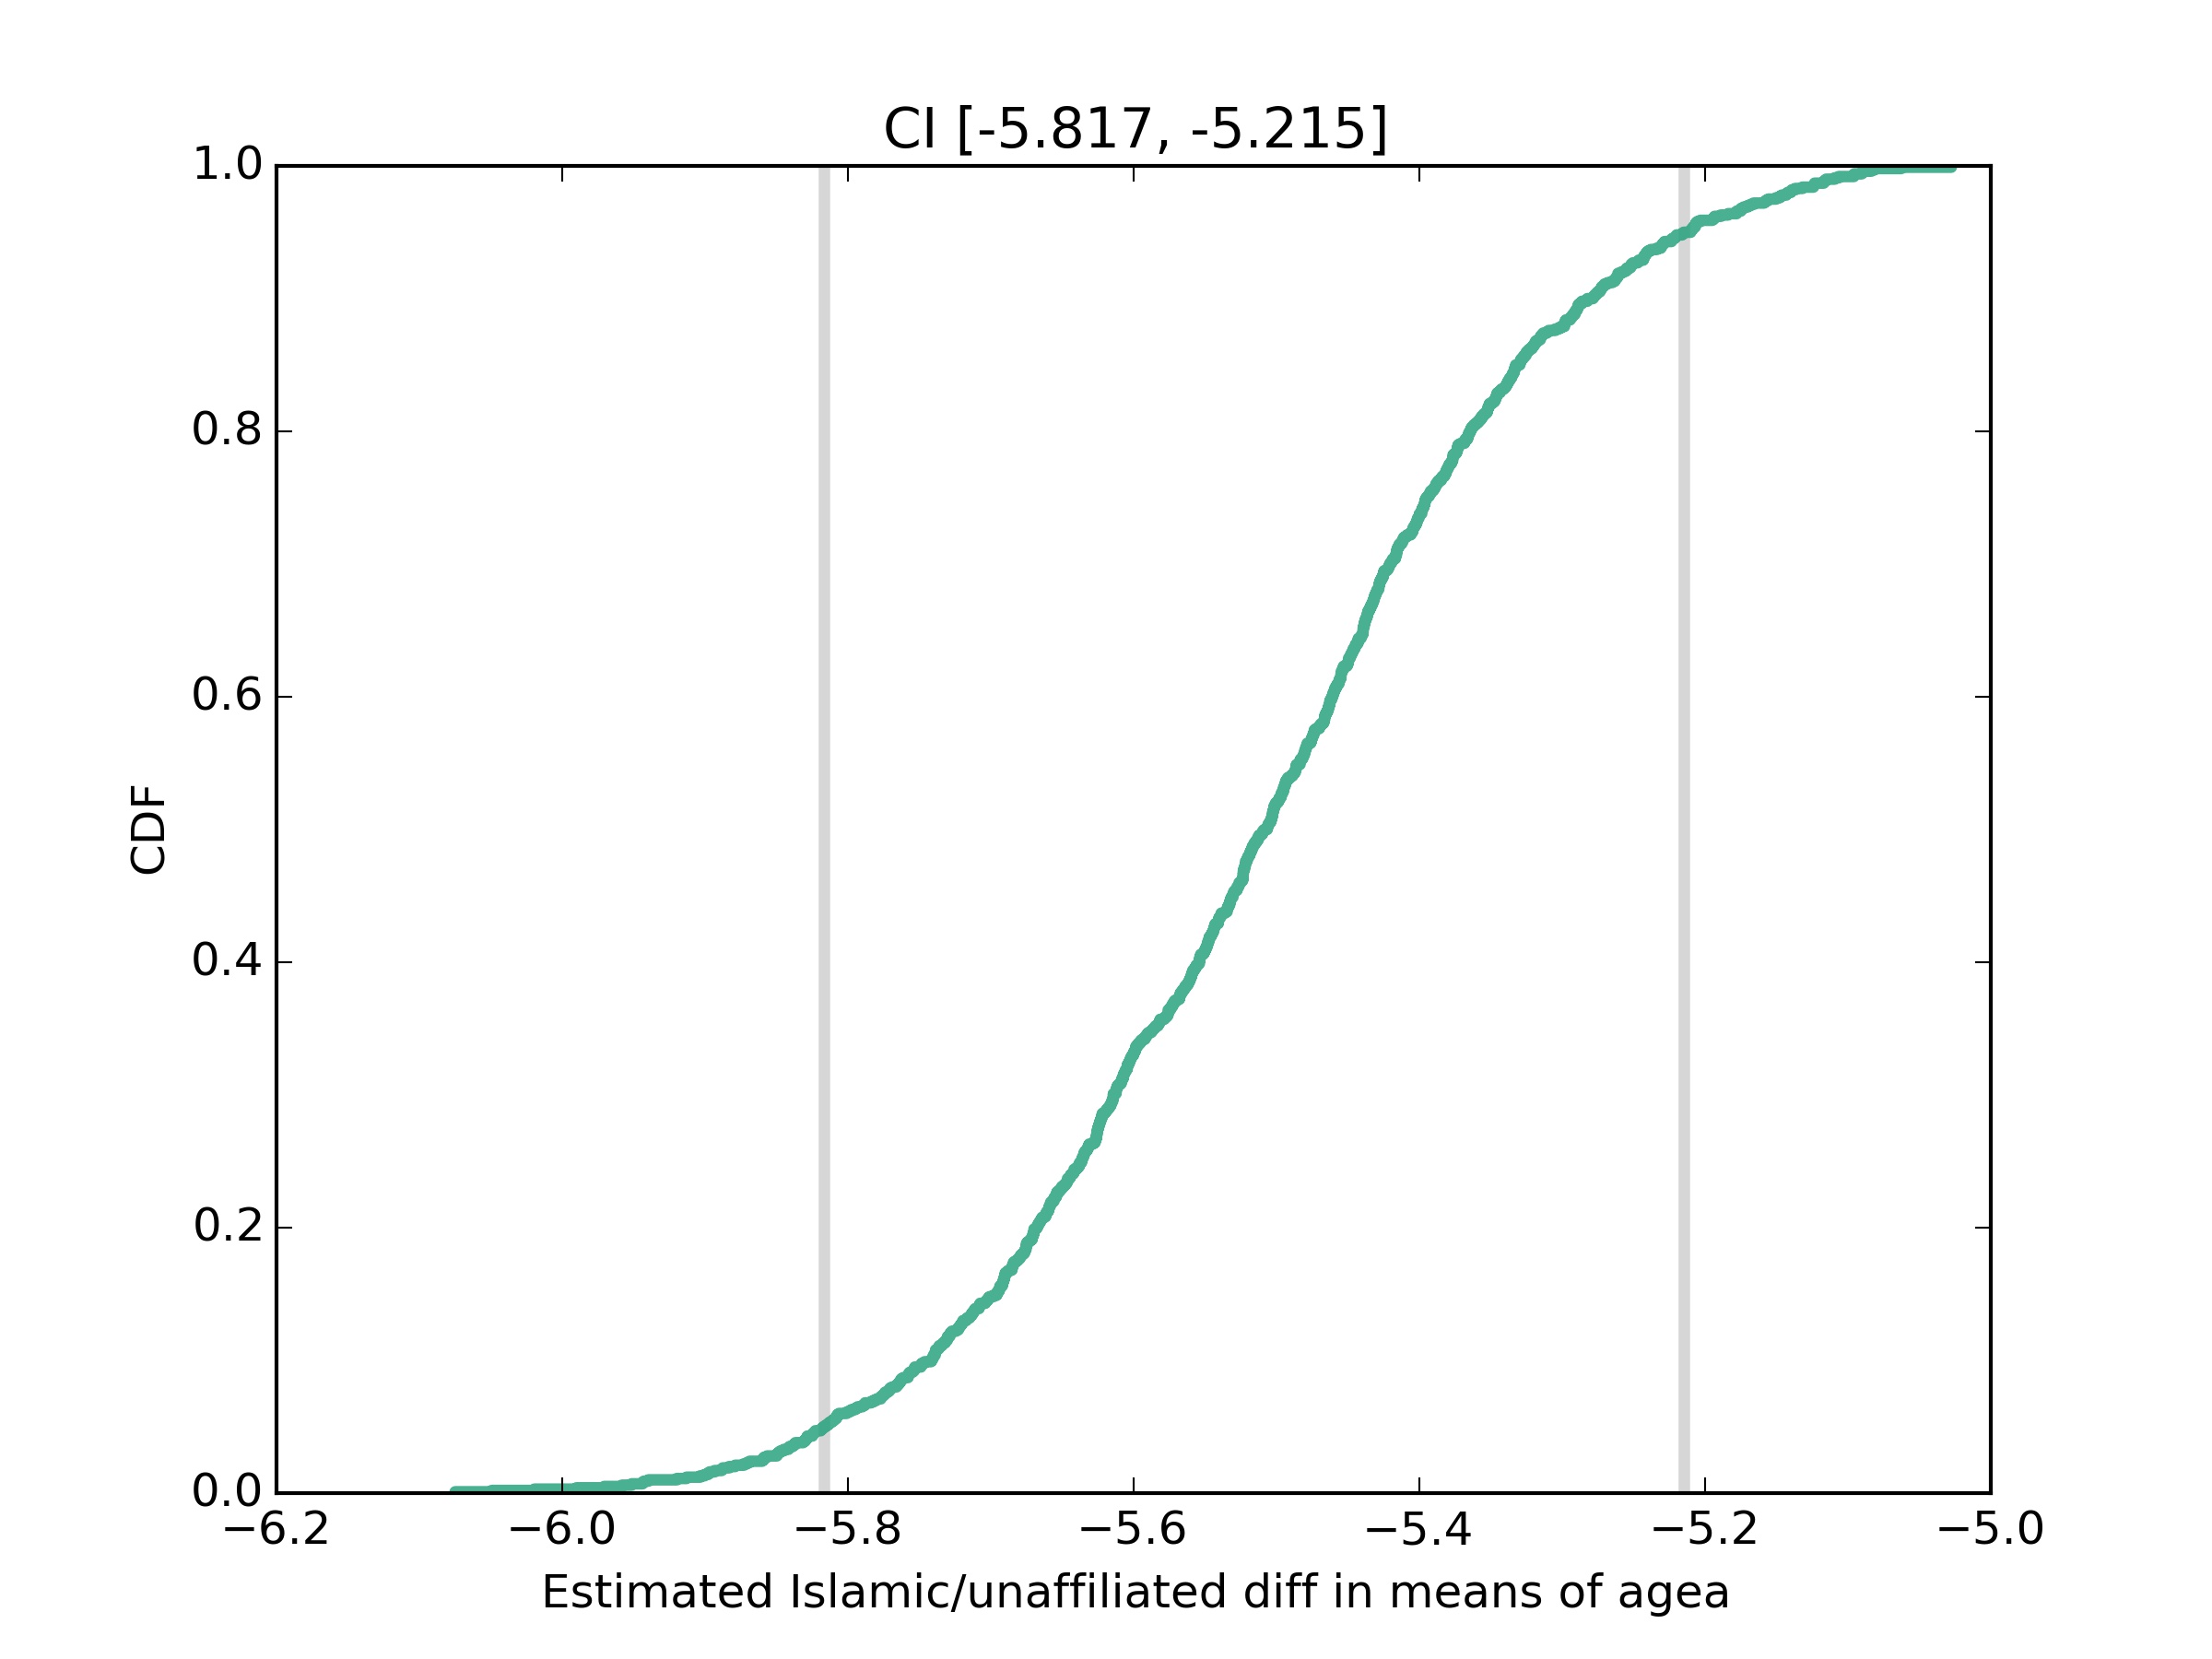 CI [-5.817, -5.215]
1.0
0.8
0.6
0.4
0.2
0.0
CDF
−6.2 −6.0 −5.8 −5.6 −5.4 −5.2 −5.0
Estimated Islamic/unaffiliated diff in means of agea